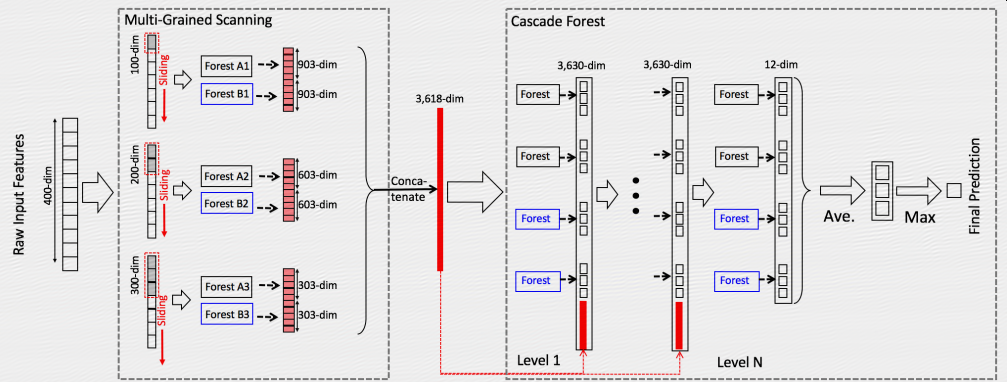 Multi-Grained Scanning
Cascade Forest
Raw Input Features
400-dim
100-dim
Sliding
Forest A1
Forest B1
903-dim
903-dim
200-dim
Sliding
Forest A2
Forest B2
603-dim
603-dim
300-dim
Sliding
Forest A3
Forest B3
303-dim
303-dim
Conca-
tenate
3,618-dim
3,630-dim
3,630-dim
12-dim
Forest
Forest
Forest
Forest
Forest
Forest
Forest
Forest
Level 1
Level N
Ave.
Max
Final Prediction